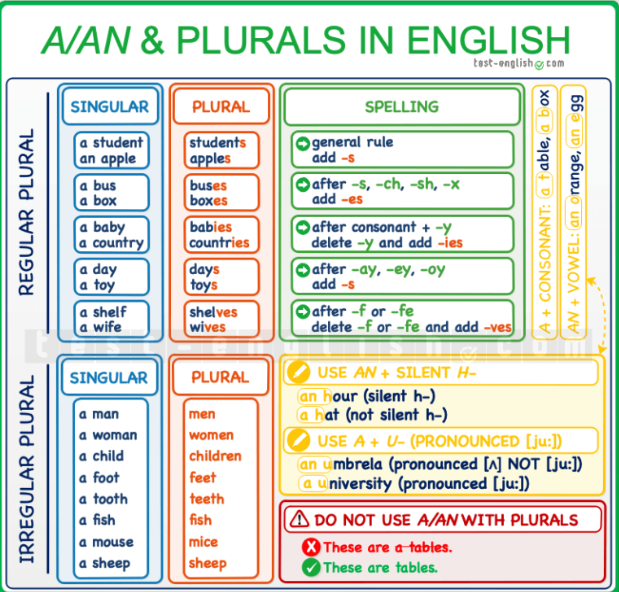 A/AN & PLURALS IN ENGLISH
test-english.com
REGULAR PLURAL
SINGULAR
PLURAL
SPELLING
a student
an apple
students
apples
general rule
add -s
a bus
a box
buses
boxes
after -s, -ch, -sh, -x
add -es
a baby
a country
babies
countries
after consonant + -y
delete -y and add -ies
a day
a toy
days
toys
after -ay, -ey, -oy
add -s
a shelf
a wife
shelves
wives
after -f or -fe
delete -f or -fe and add -ves
A + CONSONANT: a table, a box
AN + VOWEL: an orange, an egg
test-english.com
IRREGULAR PLURAL
SINGULAR
PLURAL
a man
men
a woman
women
a child
children
a foot
feet
a tooth
teeth
a fish
fish
a mouse
mice
a sheep
sheep
USE AN + SILENT H-
an hour (silent h-)
a hat (not silent h-)
USE A + U- (PRONOUNCED [ju:])
an umbrela (pronounced [ʌ] NOT [ju:])
a university (pronounced [ju:])
DO NOT USE A/AN WITH PLURALS
These are a tables.
These are tables.